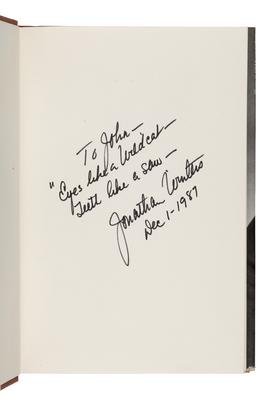 To John—
"Eyes like a Wildcat—
Teeth like a saw—
Jonathan Winters
Dec 1-1987